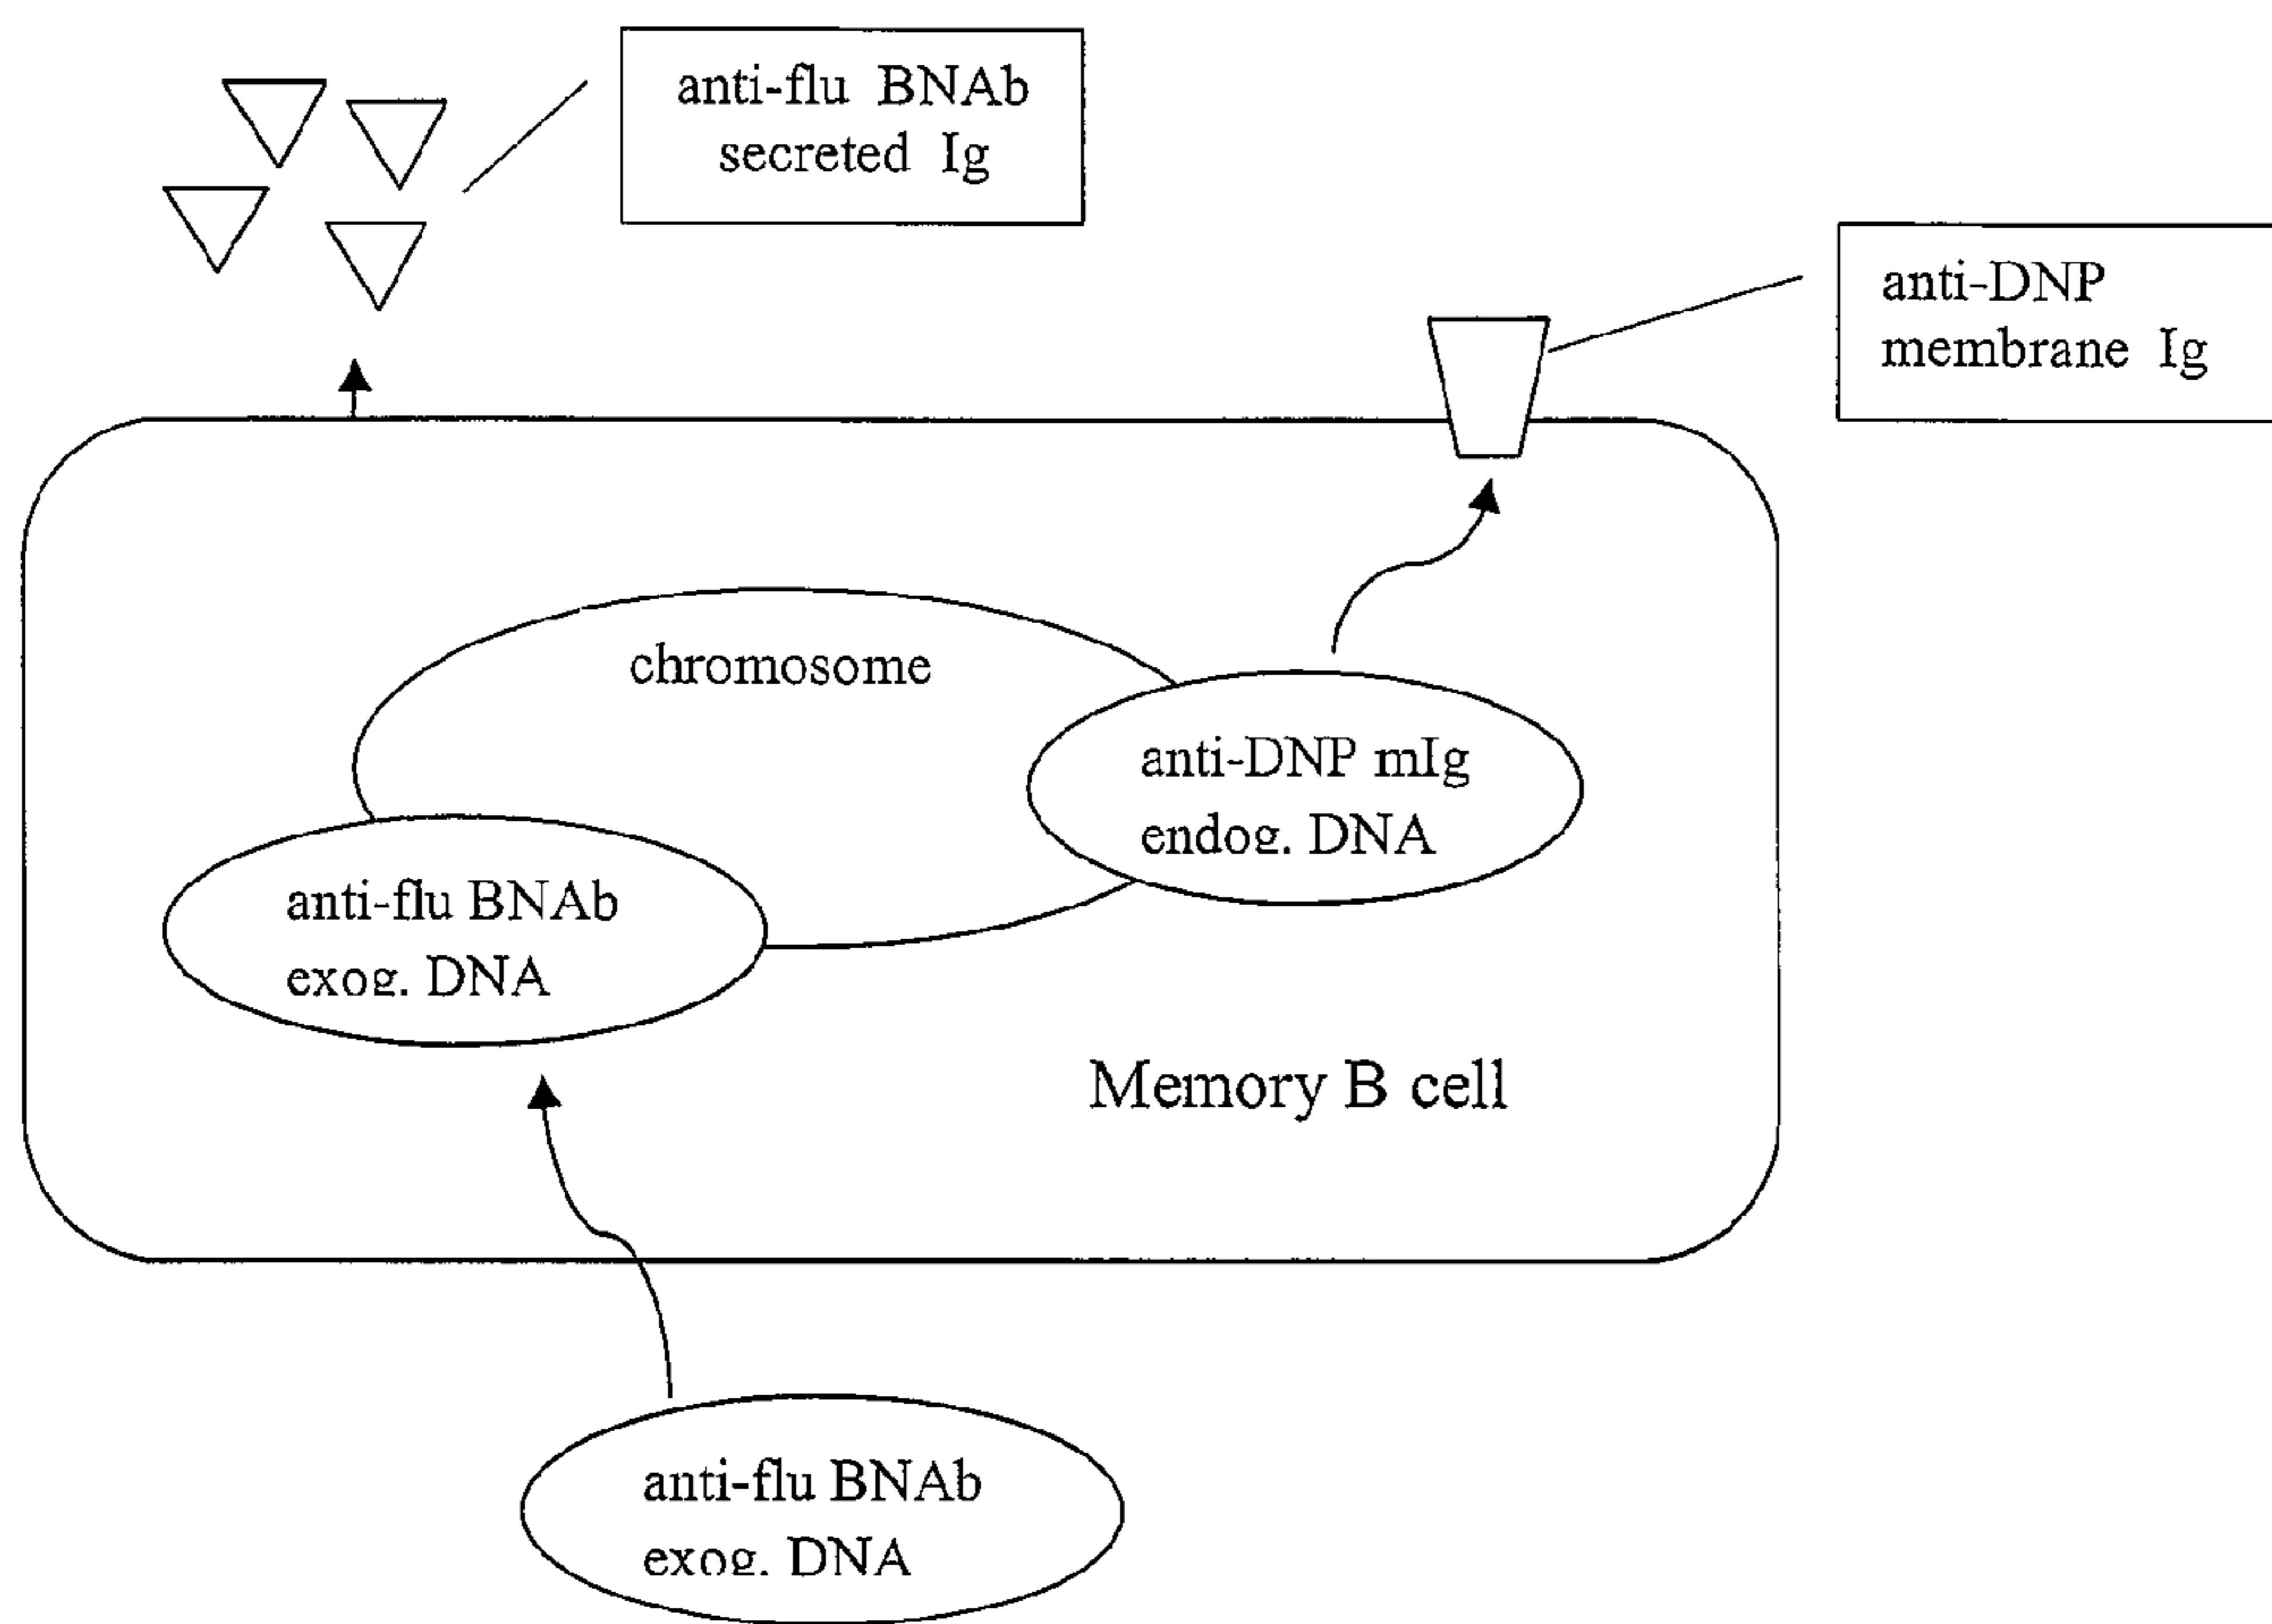 anti-flu BNAb
secreted Ig
anti-DNP
membrane Ig
chromosome
anti-DNP mIg
endog. DNA
anti-flu BNAb
exog. DNA
Memory B cell
anti-flu BNAb
exog. DNA